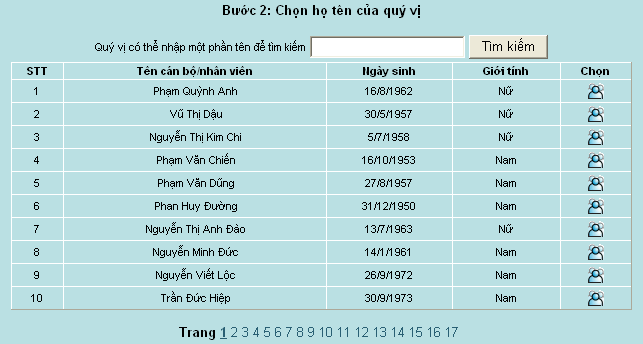 Bước 2: Chọn họ tên của quý vị
Quý vị có thể nhập một phần tên để tìm kiếm Tìm kiếm
STT Tên cán bộ/nhân viên Ngày sinh Giới tính Chọn
1 Phạm Quỳnh Anh 16/8/1962 Nữ
2 Vũ Thị Dậu 30/5/1957 Nữ
3 Nguyễn Thị Kim Chi 5/7/1958 Nữ
4 Phạm Văn Chiến 16/10/1953 Nam
5 Phạm Văn Dũng 27/8/1957 Nam
6 Phan Huy Đường 31/12/1950 Nam
7 Nguyễn Thị Anh Đào 13/7/1963 Nữ
8 Nguyễn Minh Đức 14/1/1961 Nam
9 Nguyễn Viết Lộc 26/9/1972 Nam
10 Trần Đức Hiệp 30/9/1973 Nam
Trang 1 2 3 4 5 6 7 8 9 10 11 12 13 14 15 16 17